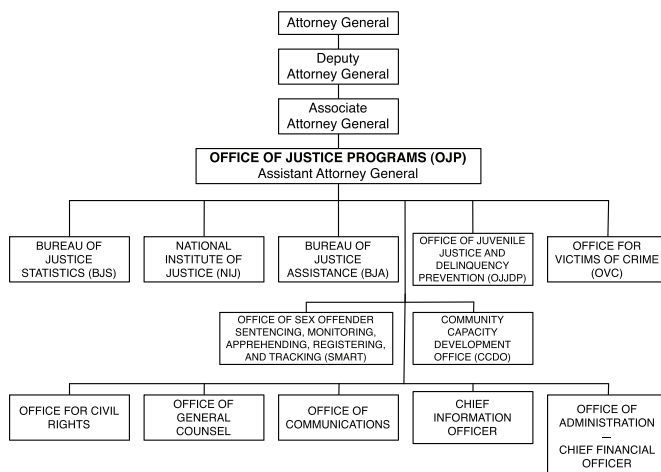 Attorney General
Deputy
Attorney General
Associate
Attorney General
OFFICE OF JUSTICE PROGRAMS (OJP)
Assistant Attorney General
BUREAU OF
JUSTICE
STATISTICS (BJS)
NATIONAL
INSTITUTE OF
JUSTICE (NIJ)
BUREAU OF
JUSTICE
ASSISTANCE (BJA)
OFFICE OF JUVENILE
JUSTICE AND
DELINQUENCY
PREVENTION (OJJDP)
OFFICE FOR
VICTIMS OF CRIME
(OVC)
OFFICE OF SEX OFFENDER
SENTENCING, MONITORING,
APPREHENDING, REGISTERING,
AND TRACKING (SMART)
COMMUNITY
CAPACITY
DEVELOPMENT
OFFICE (CCDO)
OFFICE FOR CIVIL
RIGHTS
OFFICE OF
GENERAL
COUNSEL
OFFICE OF
COMMUNICATIONS
CHIEF
INFORMATION
OFFICER
OFFICE OF
ADMINISTRATION
—
CHIEF FINANCIAL
OFFICER